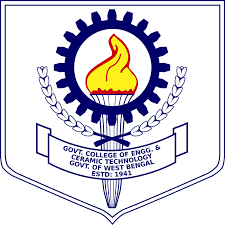 GOVT. COLLEGE OF ENGG. &
CERAMIC TECHNOLOGY
GOVT. OF WEST BENGAL
ESTD: 1941